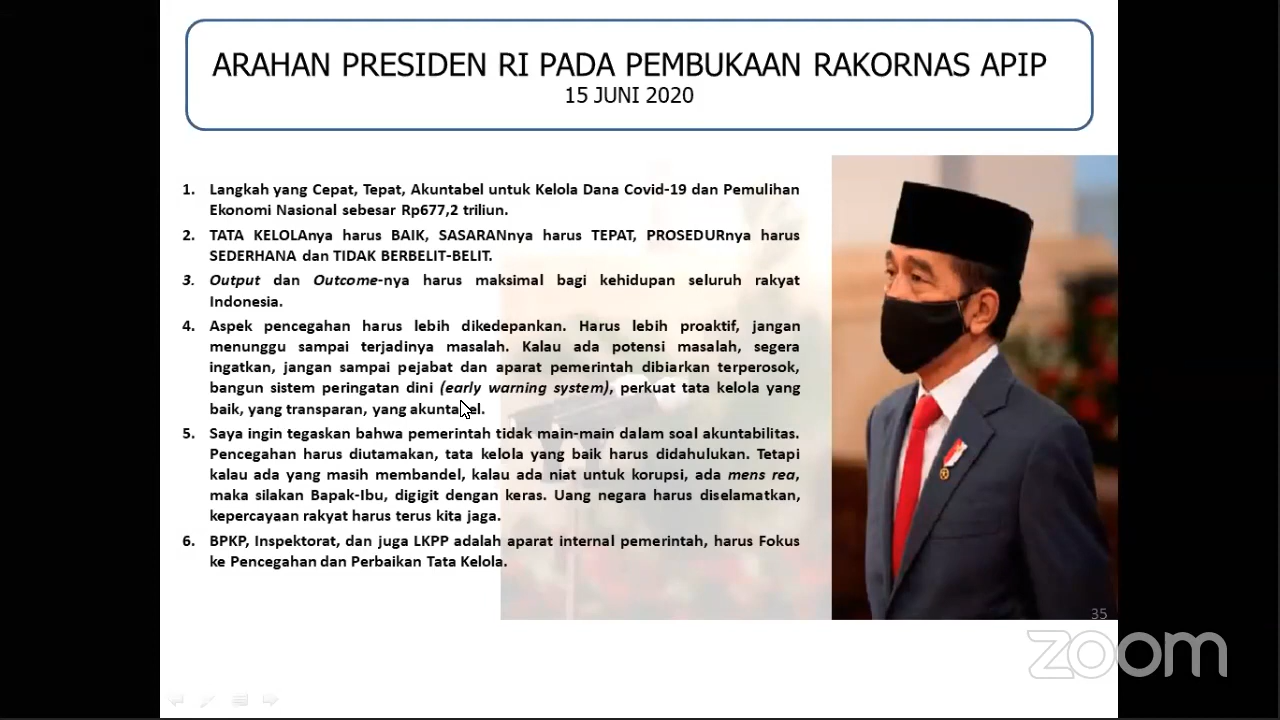 ARAHAN PRESIDEN RI PADA PEMBUKAAN RAKORNAS APIP
15 JUNI 2020
1. Langkah yang Cepat, Tepat, Akuntabel untuk Kelola Dana Covid-19 dan Pemulihan
Ekonomi Nasional sebesar Rp677,2 triliun.
2. TATA KELOLAnya harus BAIK, SASARANnya harus TEPAT, PROSEDURnya harus
SEDERHANA dan TIDAK BERBELIT-BELIT.
3. Output dan Outcome-nya harus maksimal bagi kehidupan seluruh rakyat
Indonesia.
4. Aspek pencegahan harus lebih dikedepankan. Harus lebih proaktif, jangan
menunggu sampai terjadinya masalah. Kalau ada potensi masalah, segera
ingatkan, jangan sampai pejabat dan aparat pemerintah dibiarkan terperosok,
bangun sistem peringatan dini (early warning system), perkuat tata kelola yang
baik, yang transparan, yang akuntabel.
5. Saya ingin tegaskan bahwa pemerintah tidak main-main dalam soal akuntabilitas.
Pencegahan harus diutamakan, tata kelola yang baik harus didahulukan. Tetapi
kalau ada yang masih membandel, kalau ada niat untuk korupsi, ada mens rea,
maka silakan Bapak-Ibu, digigit dengan keras. Uang negara harus diselamatkan,
kepercayaan rakyat harus terus kita jaga.
6. BPKP, Inspektorat, dan juga LKPP adalah aparat internal pemerintah, harus Fokus
ke Pencegahan dan Perbaikan Tata Kelola.
35
zoom